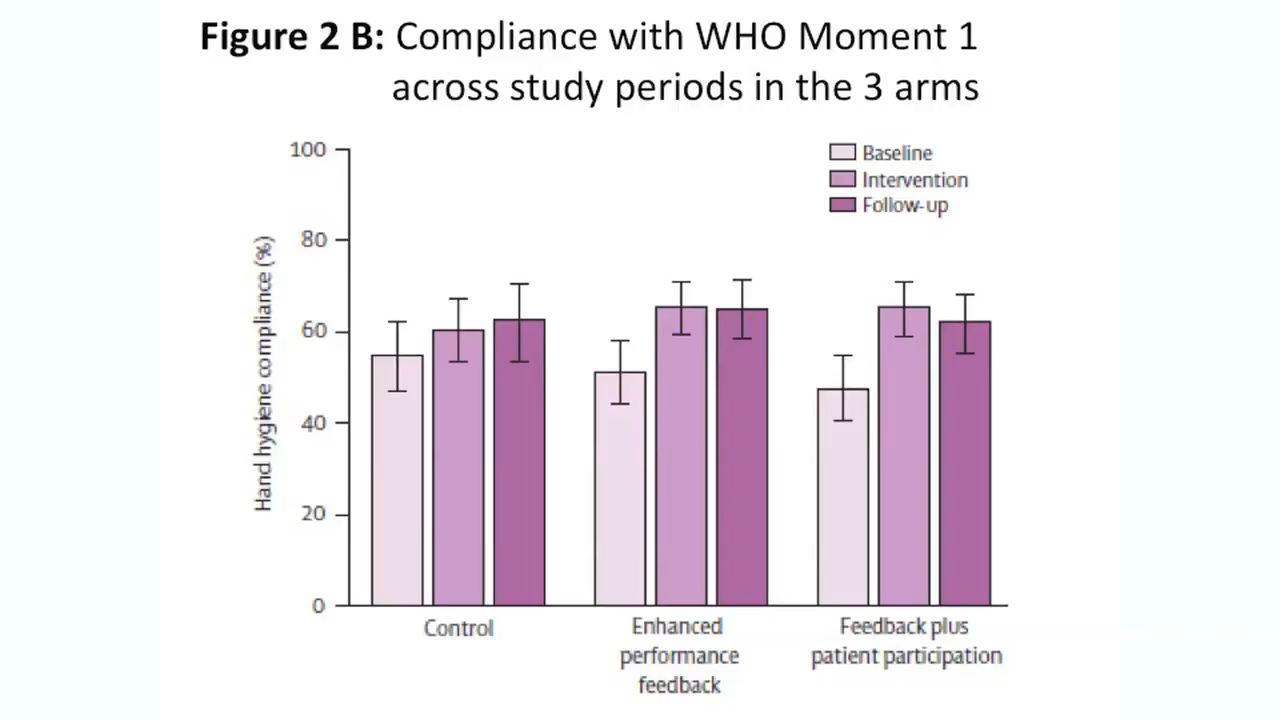 Figure 2 B: Compliance with WHO Moment 1
across study periods in the 3 arms
100
80
60
40
20
0
Hand hygiene compliance (%)
Baseline
Intervention
Follow-up
Control
Enhanced
performance
feedback
Feedback plus
patient participation